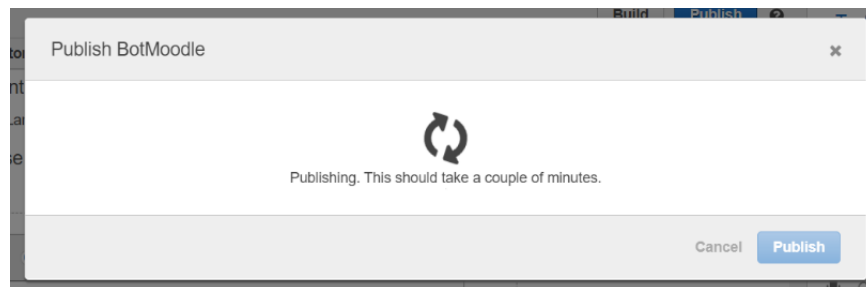 Build Publish
Publish BotMoodle
Publishing. This should take a couple of minutes.
Cancel Publish